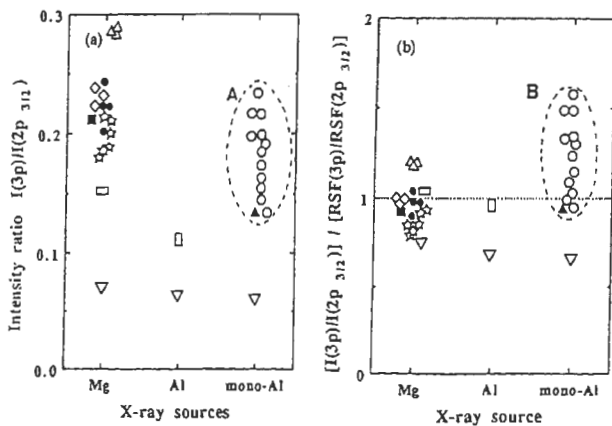 (a)
Intensity ratio I(3p)/I(2p 3/2)
0.3
0.2
0.1
0.0
A
Mg
Al
mono-Al
X-ray sources
(b)
[I(3p)/I(2p 3/2)] / [RSF(3p)/RSF(2p 3/2)]
2
1
0
B
Mg
Al
mono-Al
X-ray source